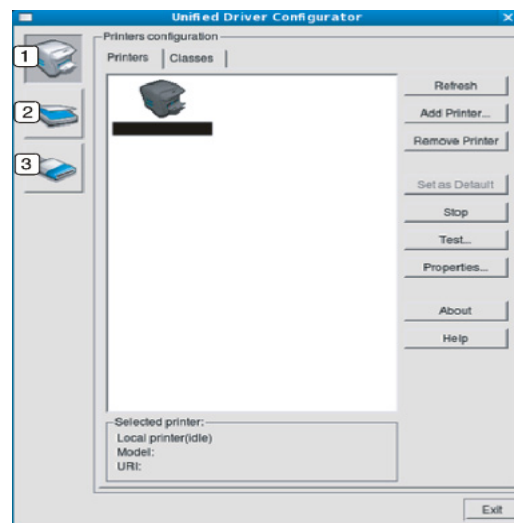 Unified Driver Configurator
Printers configuration
Printers Classes
1
2
3
Refresh
Add Printer...
Remove Printer
Set as Default
Stop
Test...
Properties...
About
Help
Selected printer:
Local printer(idle)
Model:
URI:
Exit